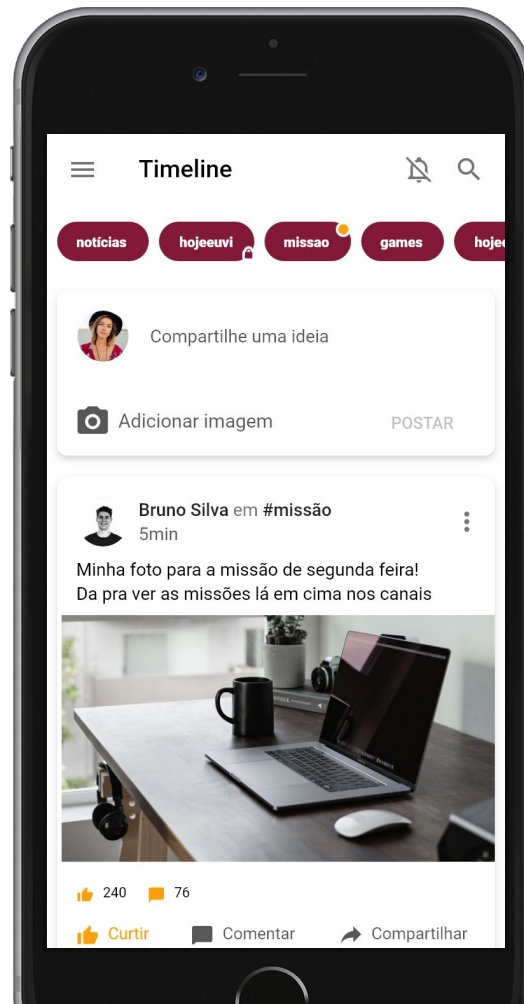 Timeline
notícias hojeeuvi missao games hojee
Compartilhe uma ideia
Adicionar imagem POSTAR
Bruno Silva em #missão
5min
Minha foto para a missão de segunda feira!
Da pra ver as missões lá em cima nos canais
240 76
Curtir Comentar Compartilhar